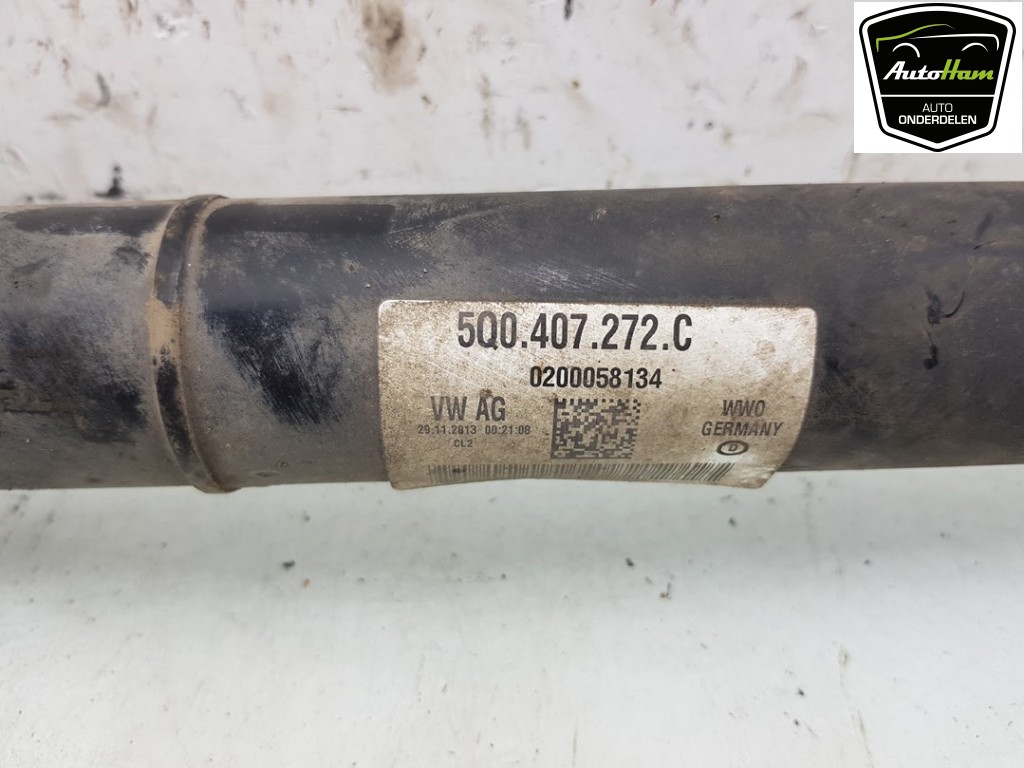 AutoHam
AUTO
ONDERDELEN
5Q0.407.272.C
0200058134
VW AG
29.11.2013 00:21:08
CL2
WWO
GERMANY
D